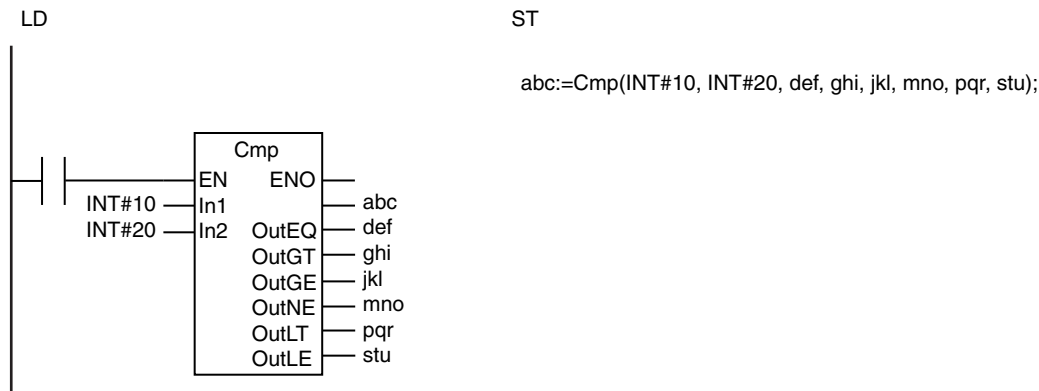 LD
ST
abc:=Cmp(INT#10, INT#20, def, ghi, jkl, mno, pqr, stu);
Cmp
EN ENO
INT#10 In1 abc
INT#20 In2 OutEQ def
OutGT ghi
OutGE jkl
OutNE mno
OutLT pqr
OutLE stu